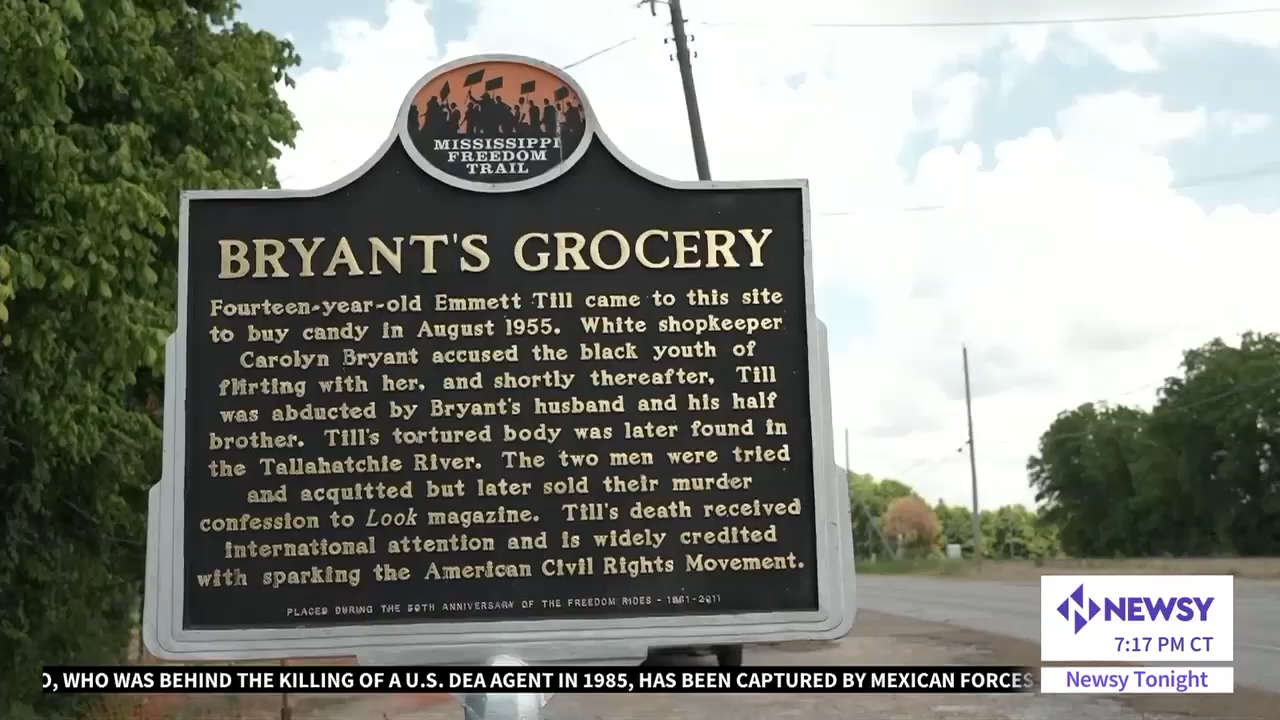 MISSISSIPPI
FREEDOM
TRAIL
BRYANT'S GROCERY
Fourteen-year-old Emmett Till came to this site
to buy candy in August 1955. White shopkeeper
Carolyn Bryant accused the black youth of
flirting with her, and shortly thereafter, Till
was abducted by Bryant's husband and his half
brother. Till's tortured body was later found in
the Tallahatchie River. The two men were tried
and acquitted but later sold their murder
confession to Look magazine. Till's death received
international attention and is widely credited
with sparking the American Civil Rights Movement.
PLACED DURING THE 50TH ANNIVERSARY OF THE FREEDOM RIDES - 1961-2011
NEWSY
7:17 PM CT
O, WHO WAS BEHIND THE KILLING OF A U.S. DEA AGENT IN 1985, HAS BEEN CAPTURED BY MEXICAN FORCES
Newsy Tonight